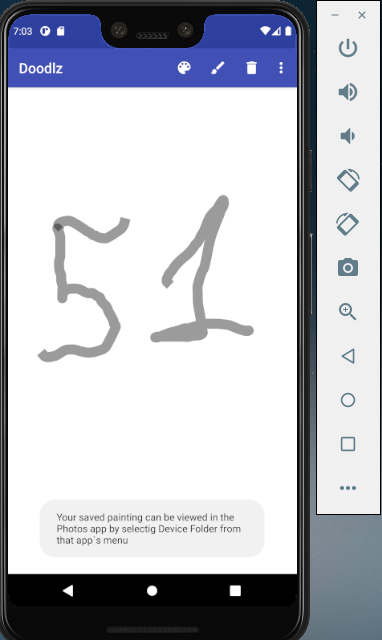 7:03
Doodlz
51
Your saved painting can be viewed in the
Photos app by selectig Device Folder from
that app`s menu